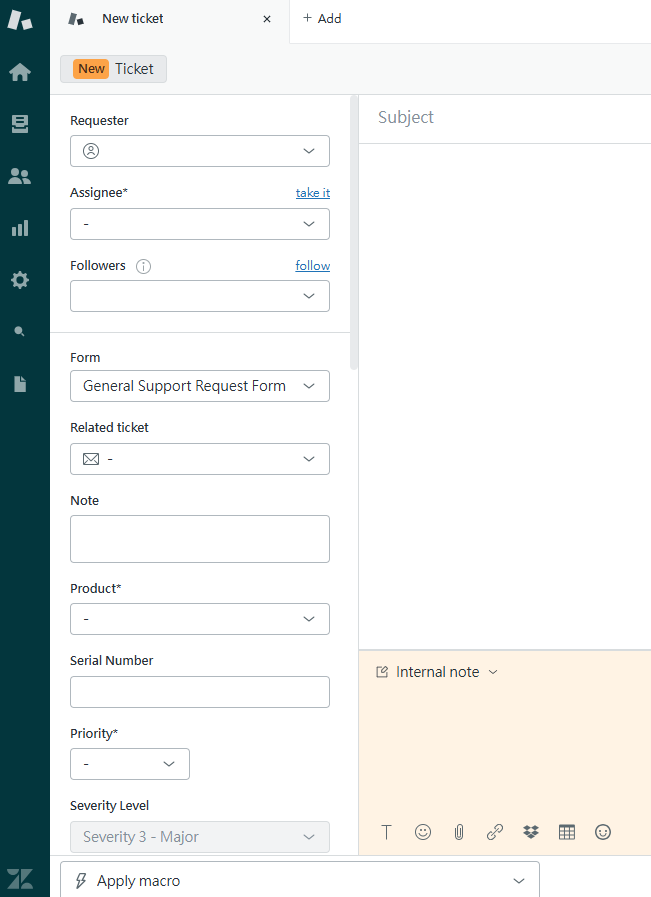 New ticket
×
+ Add
New Ticket
Requester
Assignee*
take it
-
Followers
follow
Form
General Support Request Form
Related ticket
-
Note
Product*
-
Serial Number
Priority*
-
Severity Level
Severity 3 - Major
Subject
Internal note
Apply macro